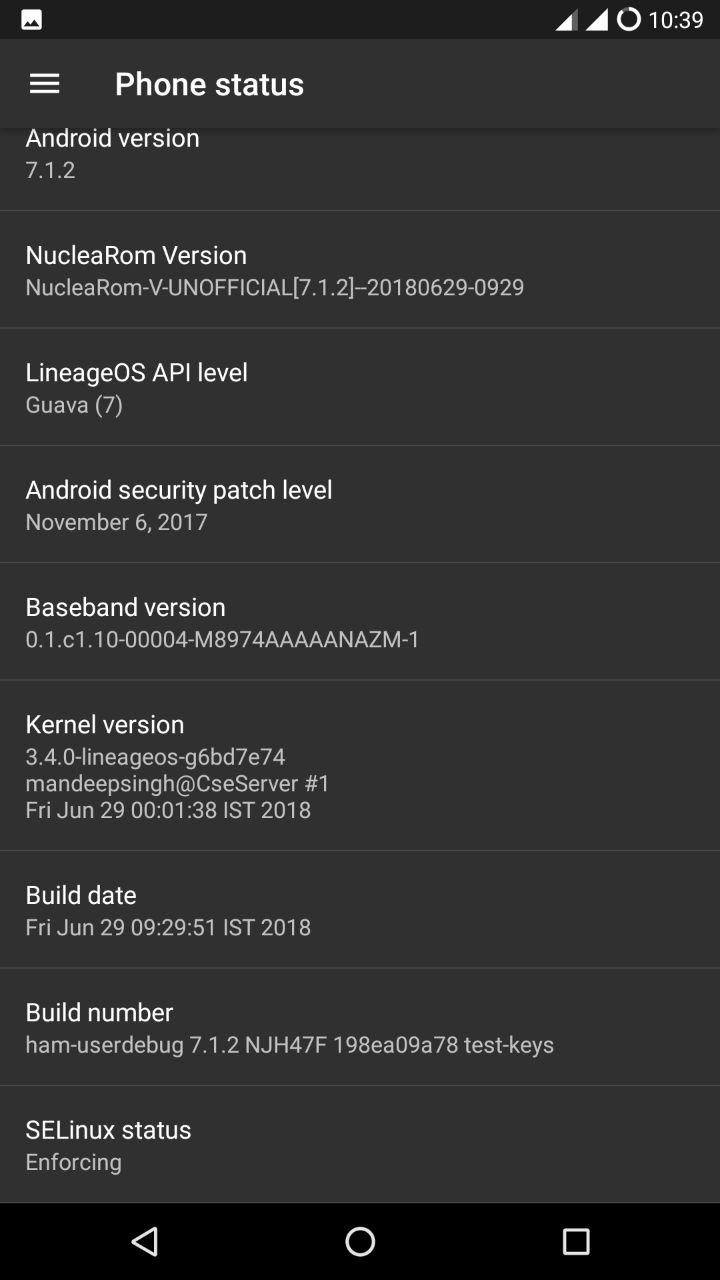 10:39
Phone status
Android version
7.1.2
NucleaRom Version
NucleaRom-V-UNOFFICIAL[7.1.2]--20180629-0929
LineageOS API level
Guava (7)
Android security patch level
November 6, 2017
Baseband version
0.1.c1.10-00004-M8974AAAAANAZM-1
Kernel version
3.4.0-lineageos-g6bd7e74
mandeepsingh@CseServer #1
Fri Jun 29 00:01:38 IST 2018
Build date
Fri Jun 29 09:29:51 IST 2018
Build number
ham-userdebug 7.1.2 NJH47F 198ea09a78 test-keys
SELinux status
Enforcing